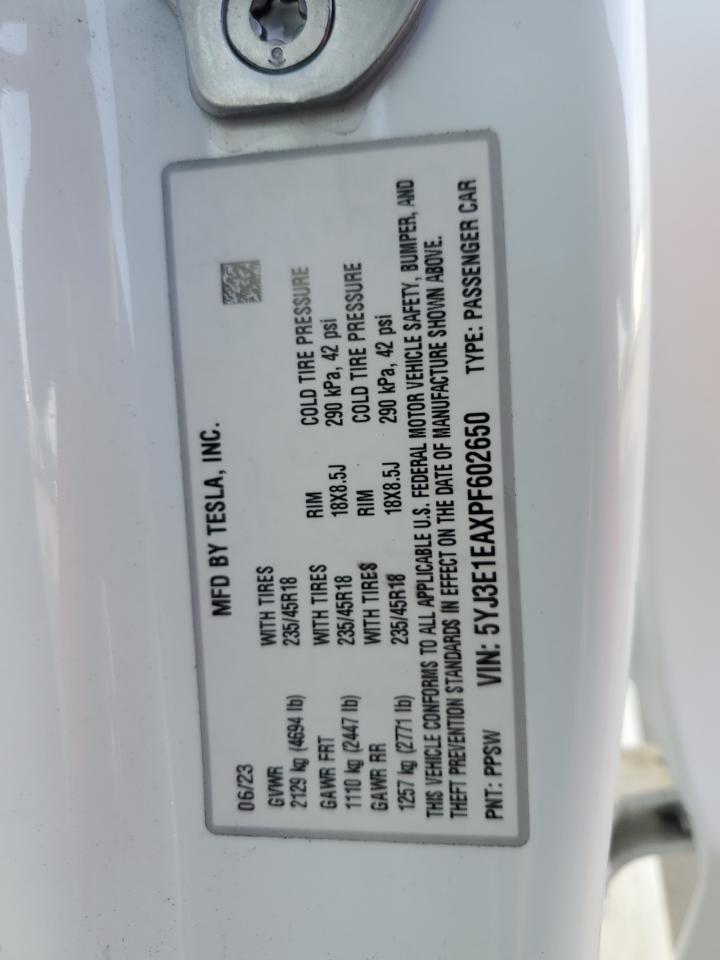 MFD BY TESLA, INC.
06/23
GVWR WITH TIRES
2129 kg (4694 lb) 235/45R18
GAWR FRT WITH TIRES RIM COLD TIRE PRESSURE
1110 kg (2447 lb) 235/45R18 18X8.5J 290 kPa, 42 psi
GAWR RR WITH TIRES RIM COLD TIRE PRESSURE
1257 kg (2771 lb) 235/45R18 18X8.5J 290 kPa, 42 psi
THIS VEHICLE CONFORMS TO ALL APPLICABLE U.S. FEDERAL MOTOR VEHICLE SAFETY, BUMPER, AND
THEFT PREVENTION STANDARDS IN EFFECT ON THE DATE OF MANUFACTURE SHOWN ABOVE.
PNT: PPSW VIN: 5YJ3E1EAXPF602650 TYPE: PASSENGER CAR